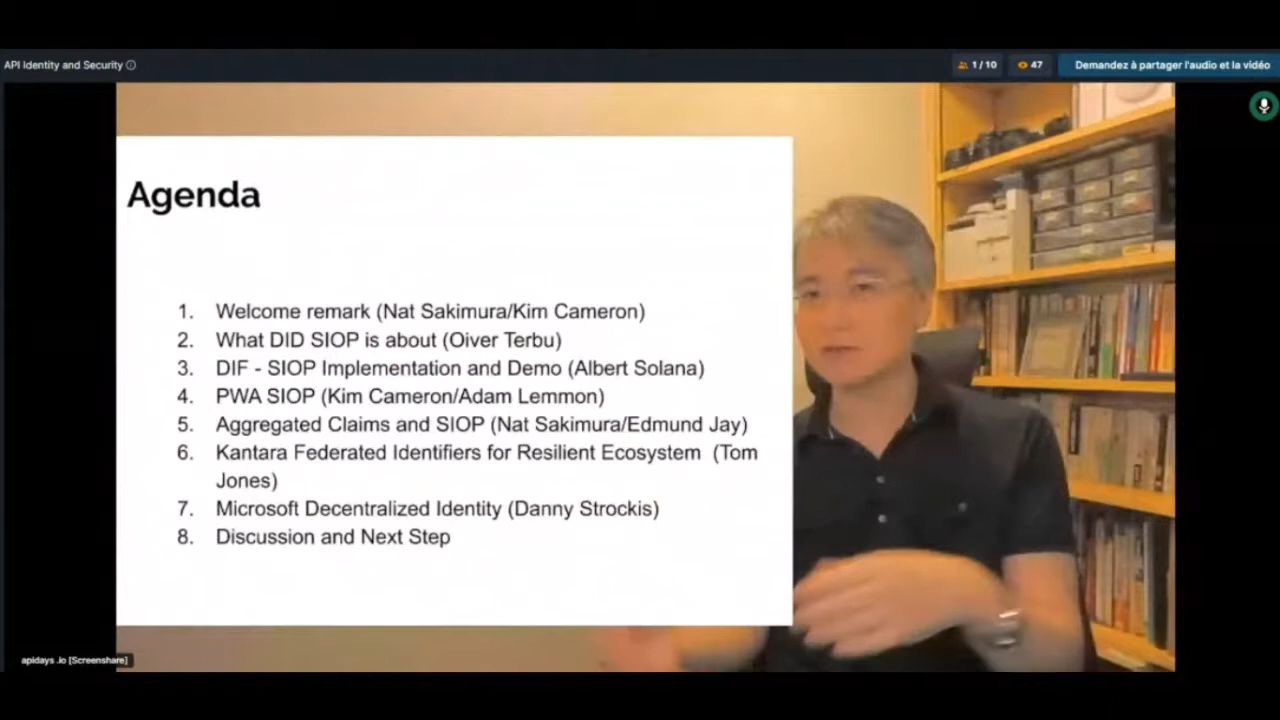 API Identity and Security
1 / 10
47
Demandez à partager l'audio et la vidéo
Agenda
1. Welcome remark (Nat Sakimura/Kim Cameron)
2. What DID SIOP is about (Oiver Terbu)
3. DIF - SIOP Implementation and Demo (Albert Solana)
4. PWA SIOP (Kim Cameron/Adam Lemmon)
5. Aggregated Claims and SIOP (Nat Sakimura/Edmund Jay)
6. Kantara Federated Identifiers for Resilient Ecosystem (Tom
Jones)
7. Microsoft Decentralized Identity (Danny Strockis)
8. Discussion and Next Step
apidays .io [Screenshare]